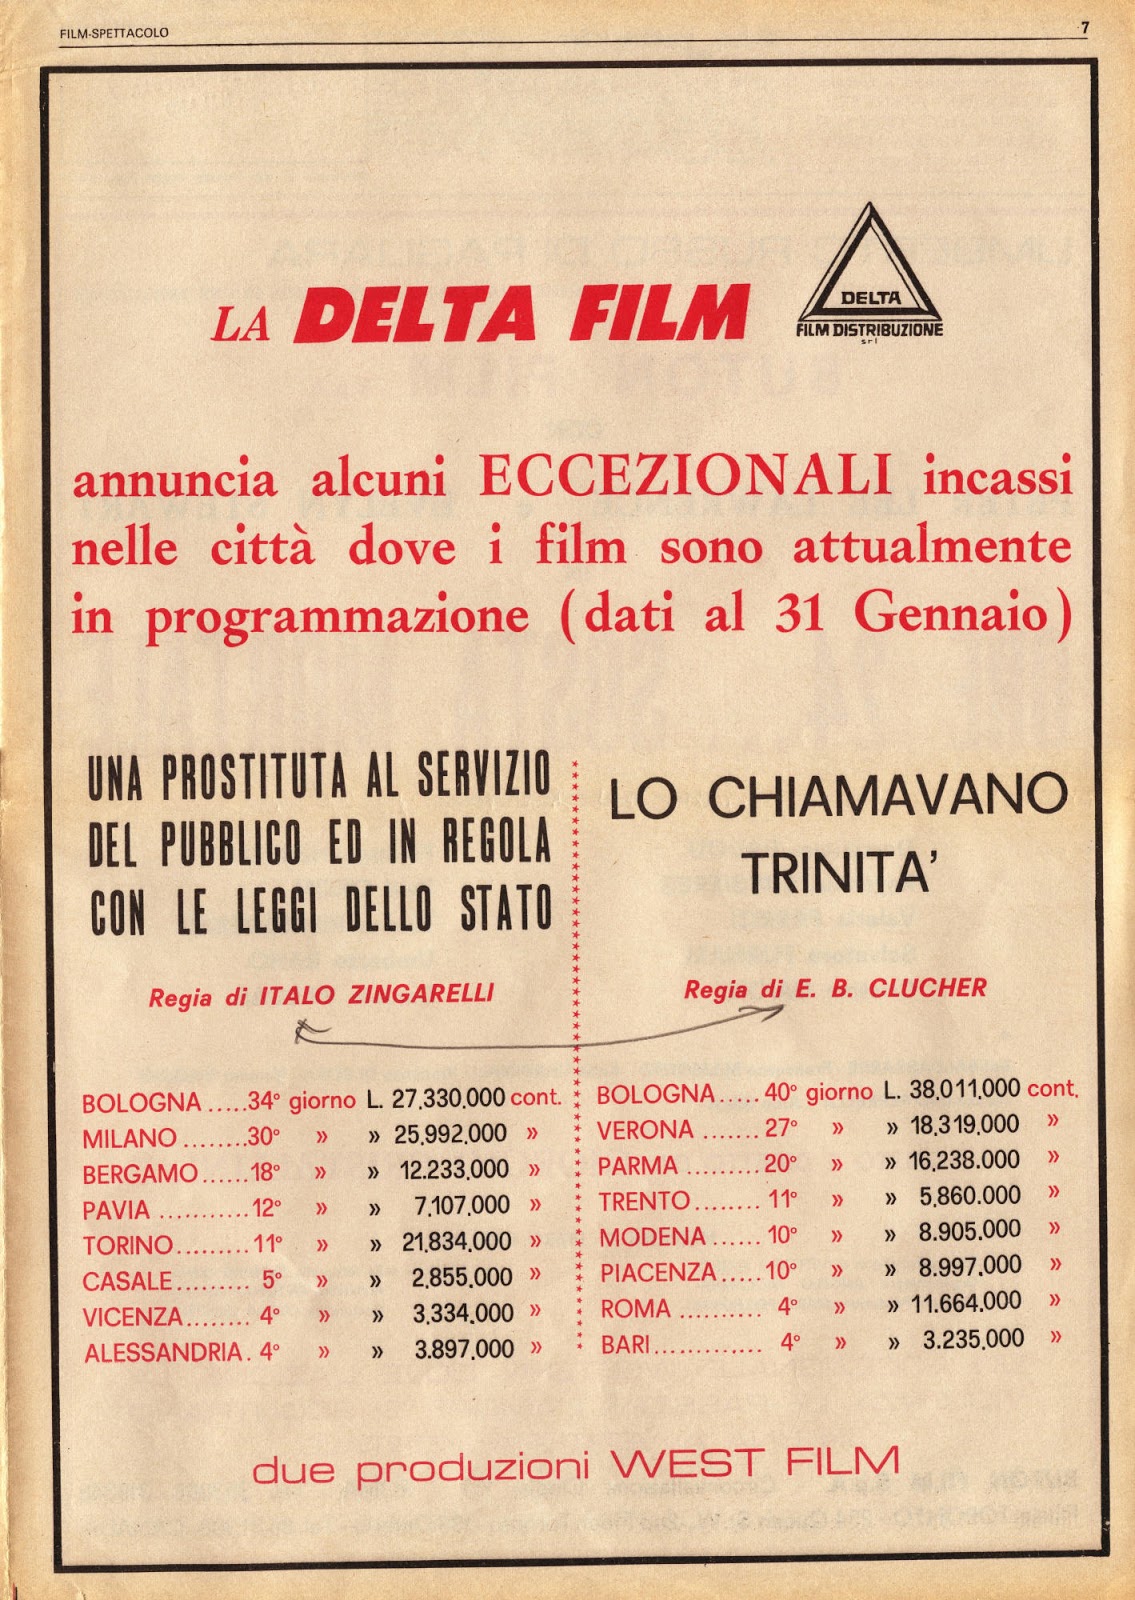 FILM-SPETTACOLO
7
LA DELTA FILM
DELTA
FILM DISTRIBUZIONE
srl
annuncia alcuni ECCEZIONALI incassi
nelle città dove i film sono attualmente
in programmazione (dati al 31 Gennaio)
UNA PROSTITUTA AL SERVIZIO
DEL PUBBLICO ED IN REGOLA
CON LE LEGGI DELLO STATO
Regia di ITALO ZINGARELLI
BOLOGNA .....34° giorno L. 27,330,000 cont.
MILANO ........30° » » 25,992,000 »
BERGAMO......18° » » 12.233,000 »
PAVIA ...........12° » » 7,107,000 »
TORINO.........11° » » 21,834,000 »
CASALE......... 5° » » 2,855,000 »
VICENZA........ 4° » » 3,334,000 »
ALESSANDRIA. 4° » » 3.897,000 »
LO CHIAMAVANO
TRINITA'
Regia di E. B. CLUCHER
BOLOGNA..... 40° giorno L. 38,011,000 cont.
VERONA ....... 27° » » 18,319,000 »
PARMA ......... 20° » » 16,238.000 »
TRENTO........ 11° » » 5,860.000 »
MODENA ...... 10° » » 8.905.000 »
PIACENZA.....10° » » 8.997,000 »
ROMA .......... 4° » » 11.664.000 »
BARI............. 4° » » 3.235,000 »
due produzioni WEST FILM